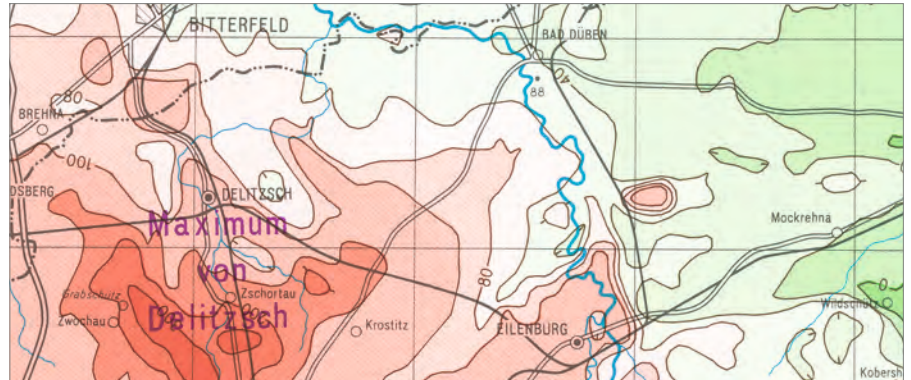 BITTERFELD
BAD DÜBEN
40
88
80
BREHNA
100
DSBERG
DELITZSCH
Maximum
Mockrehna
von
80
Grabschütz
Zschortau
Zwochau
Delitzsch
Krostitz
EILENBURG
Wildschütz
0
Kobersh